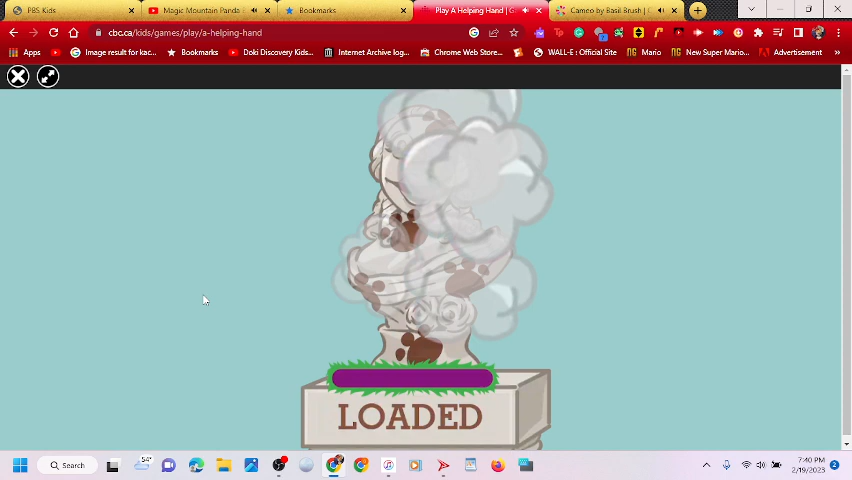 PBS Kids
Magic Mountain Panda E
Bookmarks
Play A Helping Hand | G
Cameo by Basil Brush | C
cbc.ca/kids/games/play/a-helping-hand
Apps
Image result for kac...
Bookmarks
Doki Discovery Kids...
Internet Archive log...
Chrome Web Store...
WALL-E : Official Site
Mario
New Super Mario...
Advertisement
LOADED
54°
Search
7:40 PM
2/19/2023
2